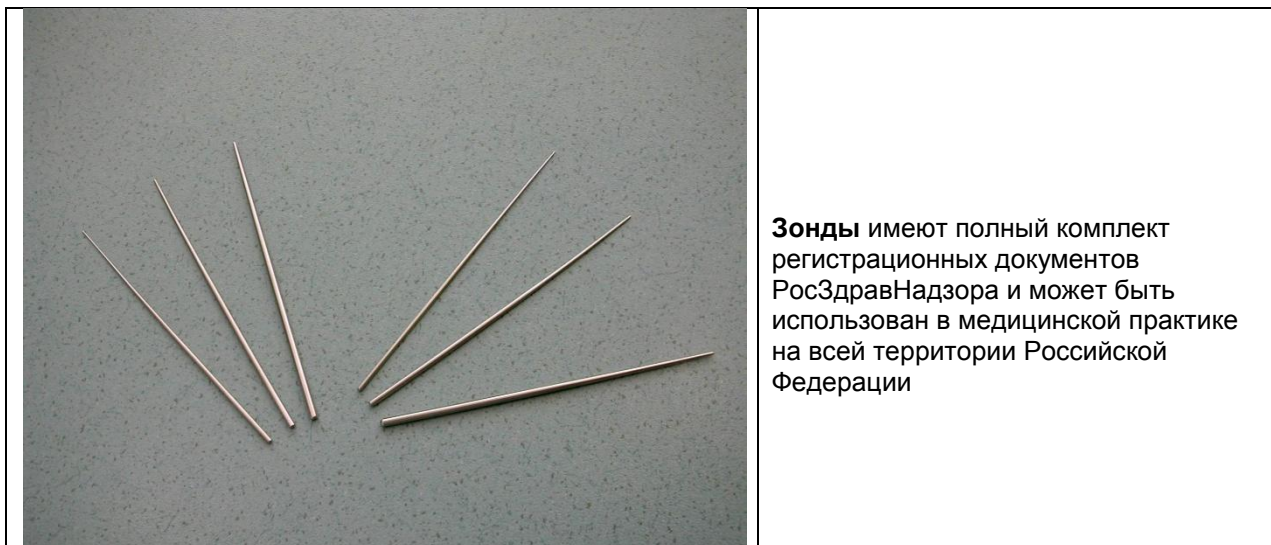 Зонды имеют полный комплект
регистрационных документов
РосЗдравНадзора и может быть
использован в медицинской практике
на всей территории Российской
Федерации